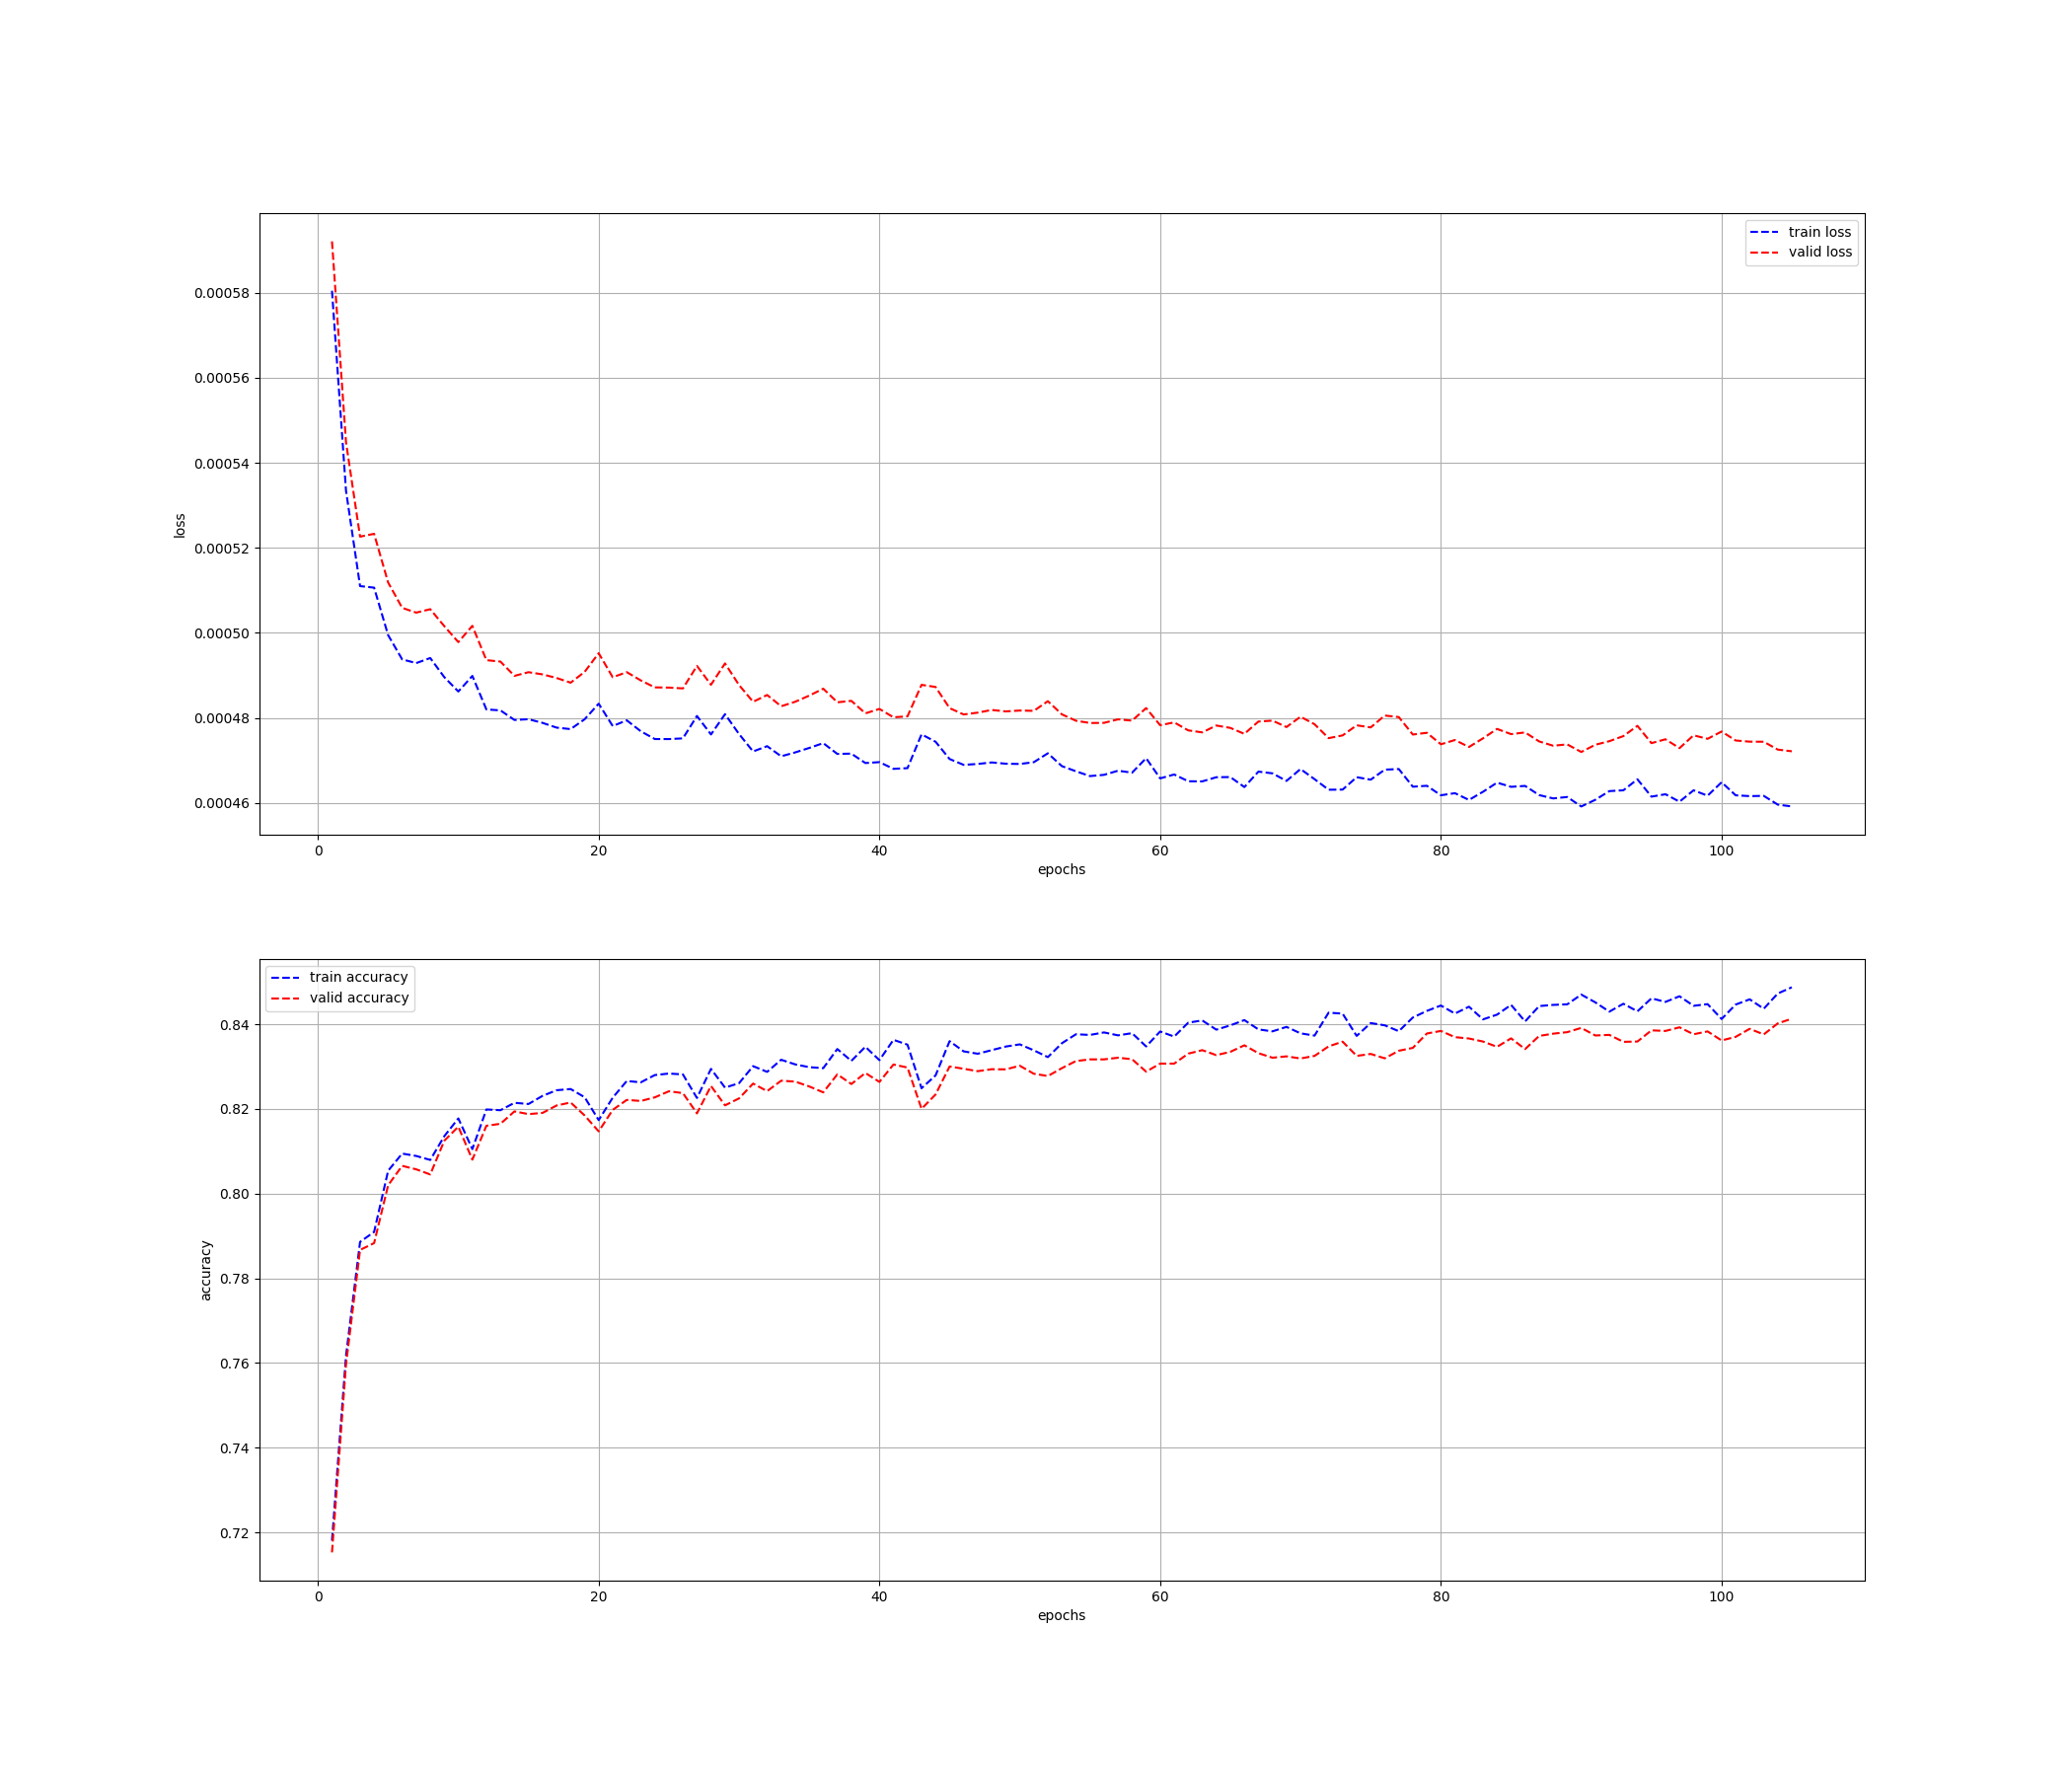 train loss
valid loss
0.00058
0.00056
0.00054
0.00052
0.00050
0.00048
0.00046
loss
0 20 40 60 80 100
epochs
train accuracy
valid accuracy
0.84
0.82
0.80
0.78
0.76
0.74
0.72
accuracy
0 20 40 60 80 100
epochs